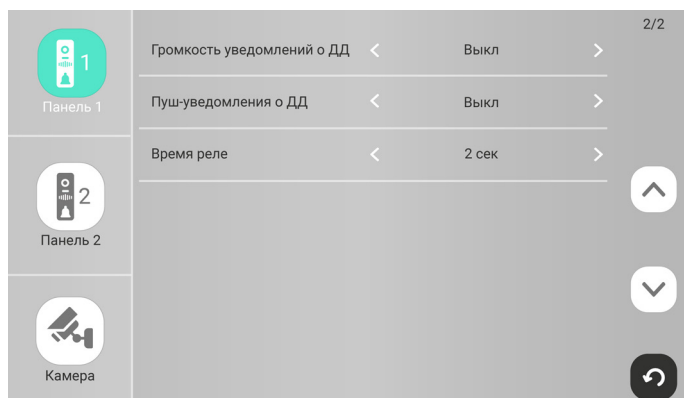 2/2
1
Панель 1
Громкость уведомлений о ДД Выкл
Пуш-уведомления о ДД Выкл
Время реле 2 сек
2
Панель 2
Камера